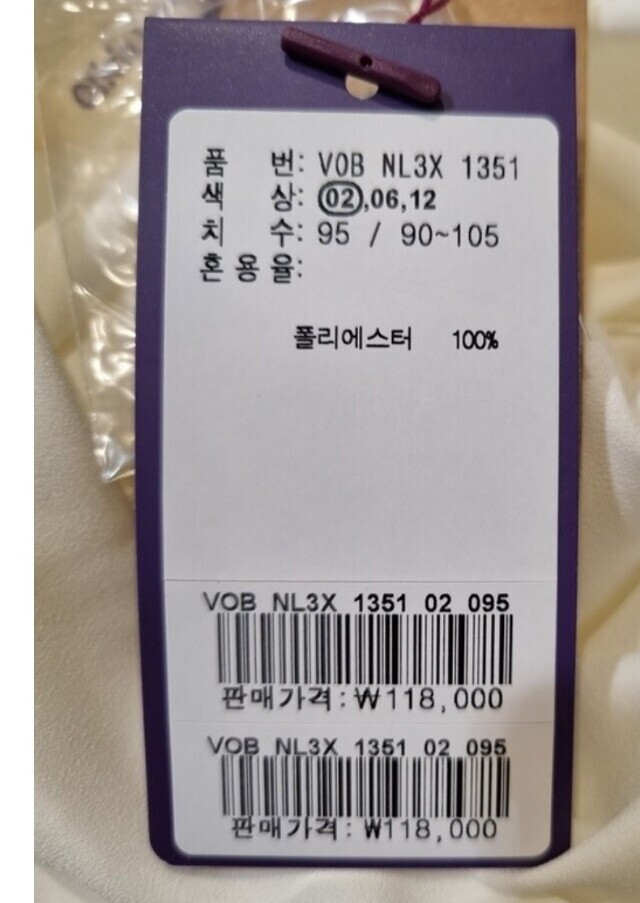 품 번: VOB NL3X 1351
색 상: 02,06,12
치 수: 95 / 90~105
혼용율:
폴리에스터 100%
VOB NL3X 1351 02 095
판매가격:₩118,000
VOB NL3X 1351 02 095
판매가격:₩118,000